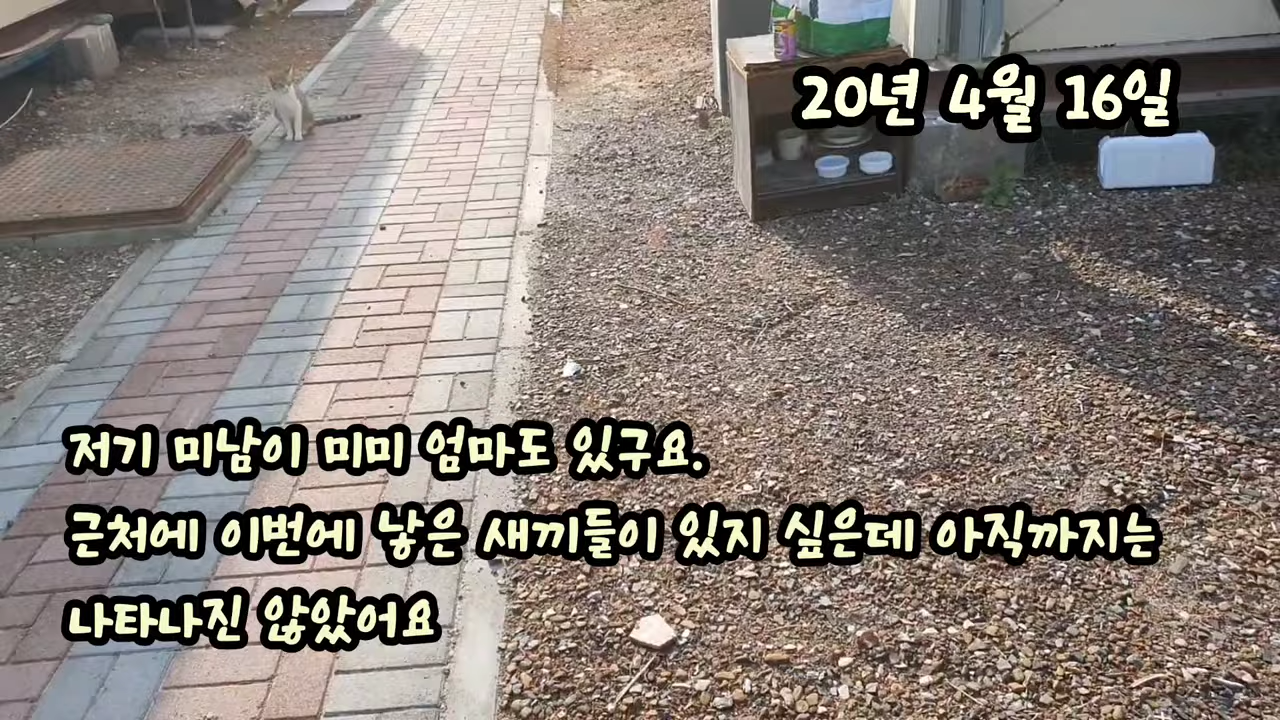 20년 4월 16일
저기 미남이 미미 엄마도 있구요.
근처에 이번에 낳은 새끼들이 있지 싶은데 아직까지는
나타나진 않았어요